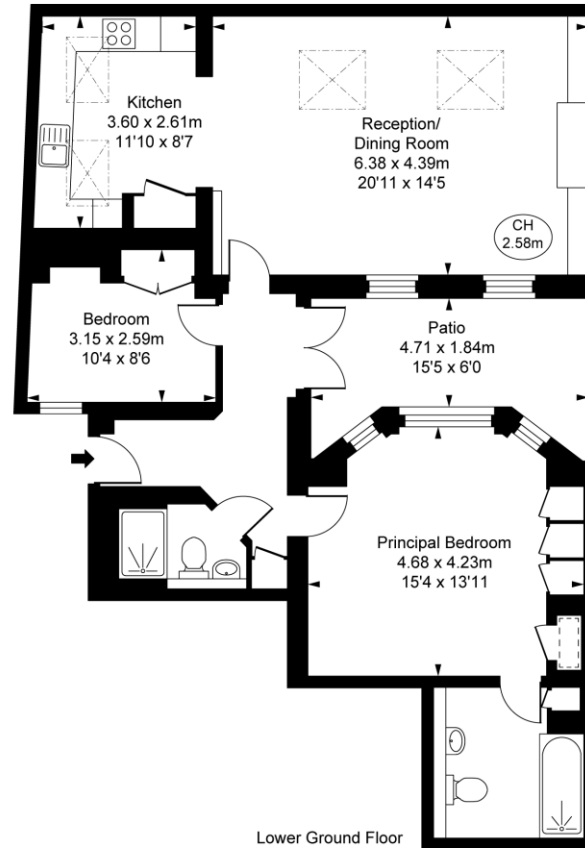 Kitchen
3.60 x 2.61m
11'10 x 8'7
Reception/
Dining Room
6.38 x 4.39m
20'11 x 14'5
CH
2.58m
Bedroom
3.15 x 2.59m
10'4 x 8'6
Patio
4.71 x 1.84m
15'5 x 6'0
Principal Bedroom
4.68 x 4.23m
15'4 x 13'11
Lower Ground Floor